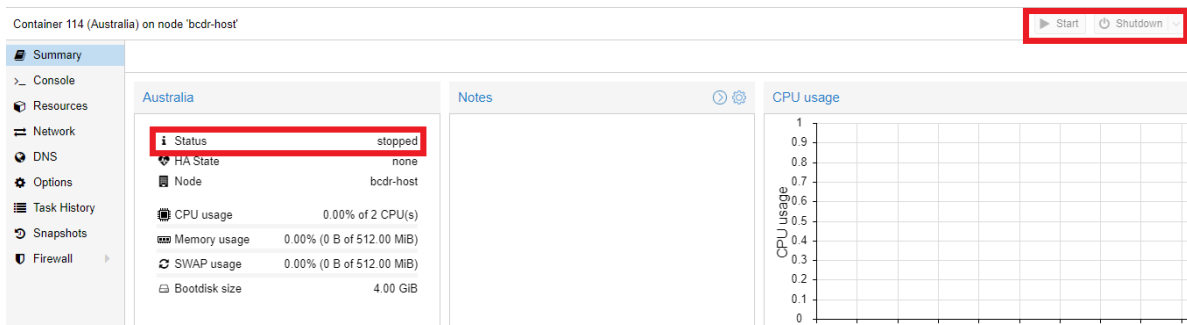 Container 114 (Australia) on node 'bcdr-host'
Start
Shutdown
Summary
Console
Resources
Network
DNS
Options
Task History
Snapshots
Firewall
Australia
Status stopped
HA State none
Node bcdr-host
CPU usage 0.00% of 2 CPU(s)
Memory usage 0.00% (0 B of 512.00 MiB)
SWAP usage 0.00% (0 B of 512.00 MiB)
Bootdisk size 4.00 GiB
Notes
CPU usage
CPU usage
1
0.9
0.8
0.7
0.6
0.5
0.4
0.3
0.2
0.1
0